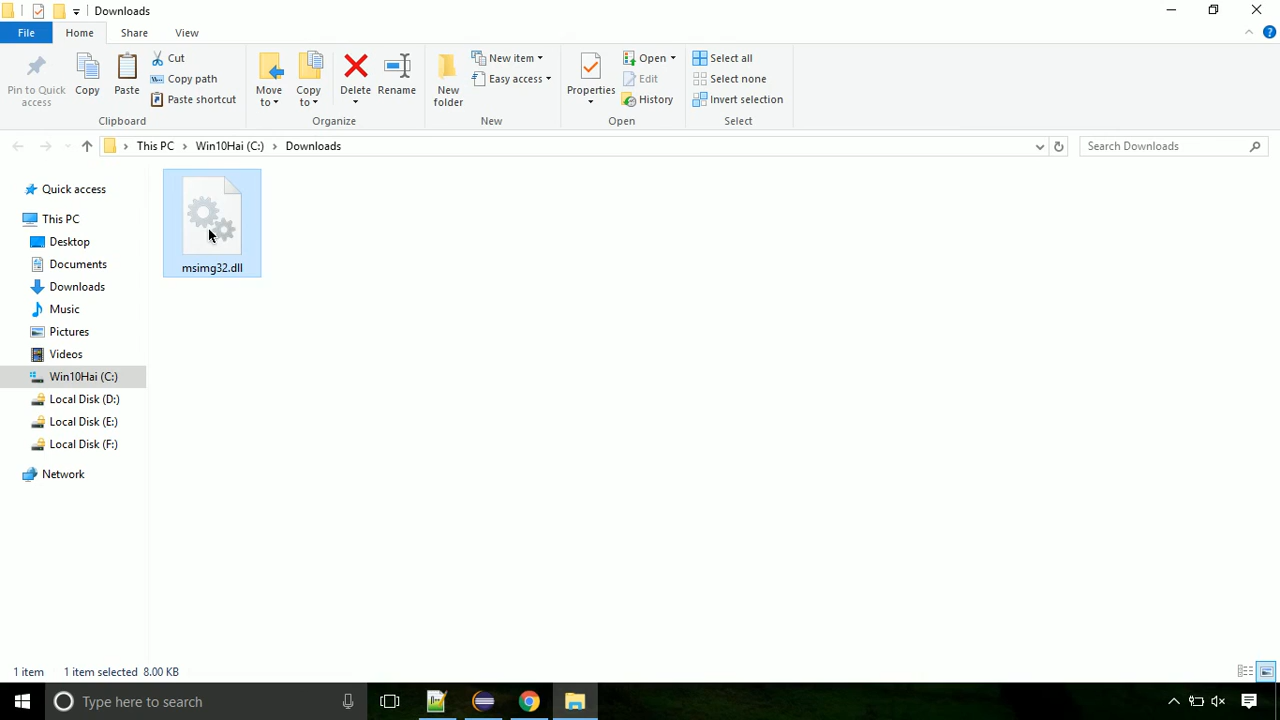 Downloads
File Home Share View
Pin to Quick access
Copy
Paste
Cut
Copy path
Paste shortcut
Clipboard
Move to
Copy to
Delete
Rename
Organize
New folder
New item
Easy access
New
Properties
Open
Edit
History
Open
Select all
Select none
Invert selection
Select
This PC > Win10Hai (C:) > Downloads
Search Downloads
Quick access
This PC
Desktop
Documents
Downloads
Music
Pictures
Videos
Win10Hai (C:)
Local Disk (D:)
Local Disk (E:)
Local Disk (F:)
Network
msimg32.dll
1 item 1 item selected 8.00 KB
Type here to search